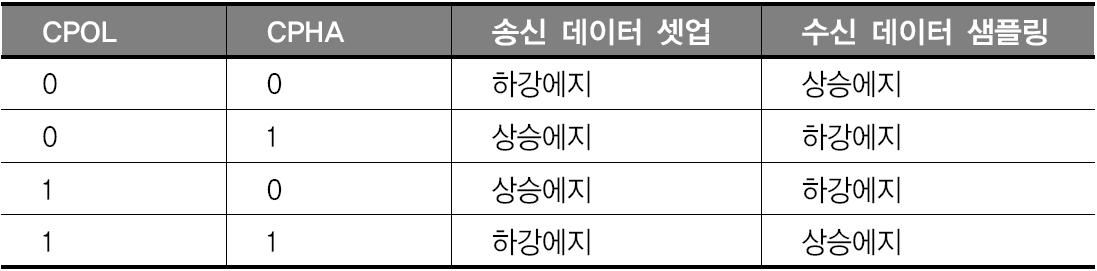 CPOL CPHA 송신 데이터 셋업 수신 데이터 샘플링
0 0 하강에지 상승에지
0 1 상승에지 하강에지
1 0 상승에지 하강에지
1 1 하강에지 상승에지